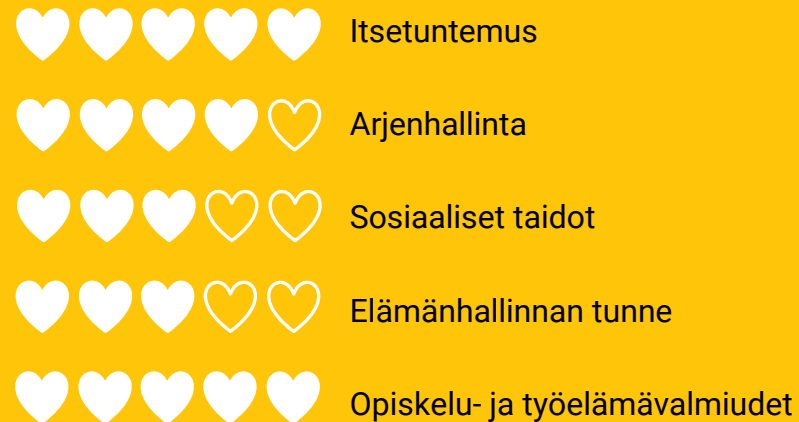 Itsetuntemus
Arjenhallinta
Sosiaaliset taidot
Elämänhallinnan tunne
Opiskelu- ja työelämävalmiudet